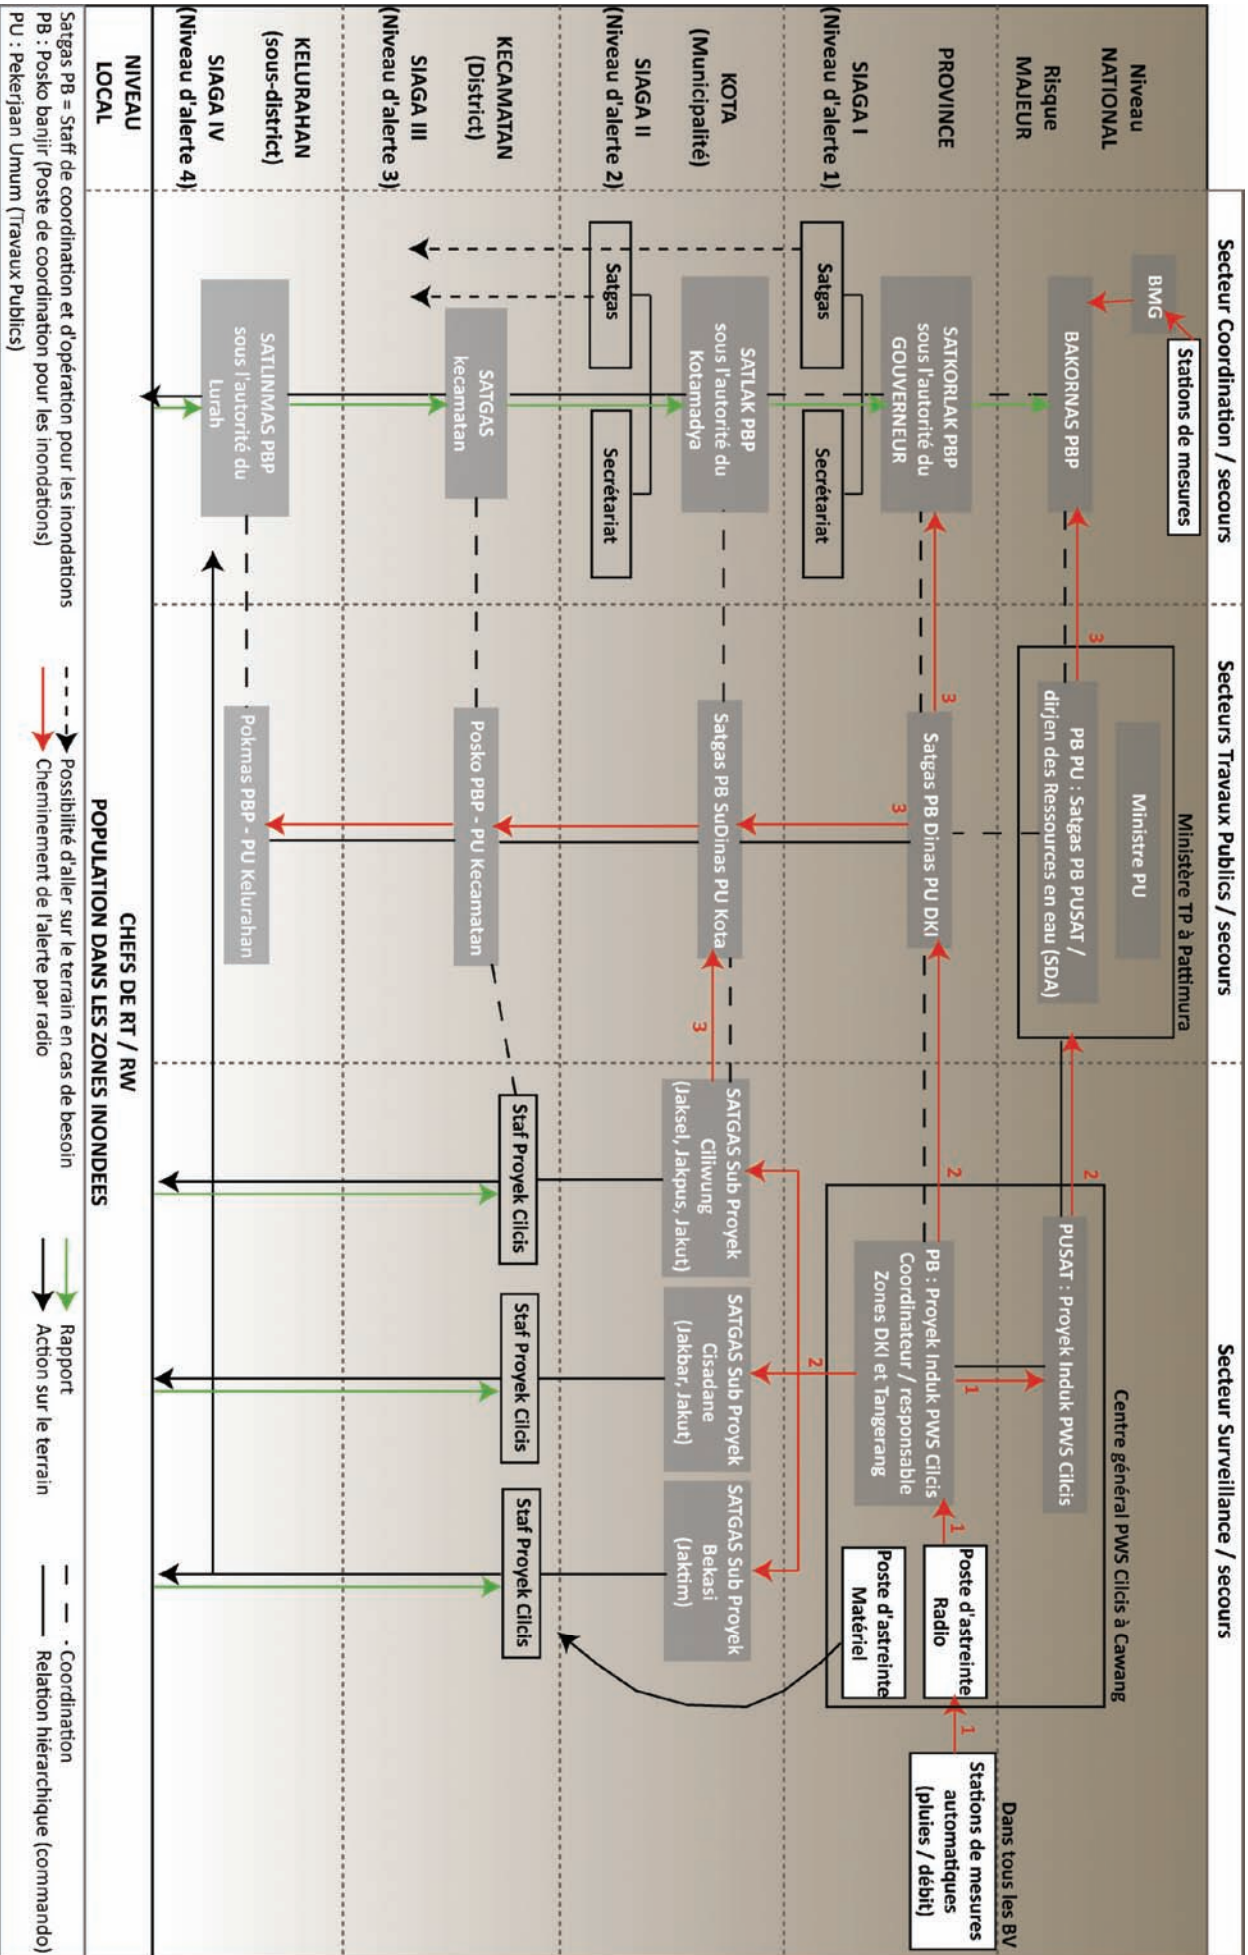 Secteur Coordination / secours
Secteurs Travaux Publics / secours
Secteur Surveillance / secours
Niveau
NATIONAL
Risque
MAJEUR
BMG
Stations de mesures
BAKORNAS PBP
Ministère TP à Pattimura
Ministre PU
PB PU : Satgas PB PUSAT /
dirjen des Ressources en eau (SDA)
3
2
Centre général PWS Cilcis à Cawang
PUSAT : Proyek Induk PWS Cilcis
1
Dans tous les BV
Stations de mesures
automatiques
(pluies / débit)
1
PROVINCE
SIAGA I
(Niveau d'alerte 1)
SATKORLAK PBP
sous l'autorité du
GOUVERNEUR
3
Satgas PB Dinas PU DKI
3
2
PB : Proyek Induk PWS Cilcis
Coordinateur / responsable
Zones DKI et Tangerang
1
Poste d'astreinte
Radio
Poste d'astreinte
Matériel
Satgas
Secrétariat
2
KOTA
(Municipalité)
SIAGA II
(Niveau d'alerte 2)
SATLAK PBP
sous l'autorité du
Kotamadya
Satgas PB SuDinas PU Kota
3
SATGAS Sub Proyek
Ciliwung
(Jaksel, Jakpus, Jakut)
SATGAS Sub Proyek
Cisadane
(Jakbar, Jakut)
SATGAS Sub Proyek
Bekasi
(Jaktim)
Satgas
Secrétariat
KECAMATAN
(District)
SIAGA III
(Niveau d'alerte 3)
SATGAS
kecamatan
Posko PBP - PU Kecamatan
Staf Proyek Cilcis
Staf Proyek Cilcis
Staf Proyek Cilcis
KELURAHAN
(sous-district)
SIAGA IV
(Niveau d'alerte 4)
SATLINMAS PBP
sous l'autorité du
Lurah
Pokmas PBP - PU Kelurahan
NIVEAU
LOCAL
CHEFS DE RT / RW
POPULATION DANS LES ZONES INONDEES
Satgas PB = Staff de coordination et d'opération pour les inondations
PB : Posko banjir (Poste de coordination pour les inondations)
PU : Pekerjaan Umum (Travaux Publics)
Possibilité d'aller sur le terrain en cas de besoin
Cheminement de l'alerte par radio
Rapport
Action sur le terrain
Coordination
Relation hiérarchique (commando)